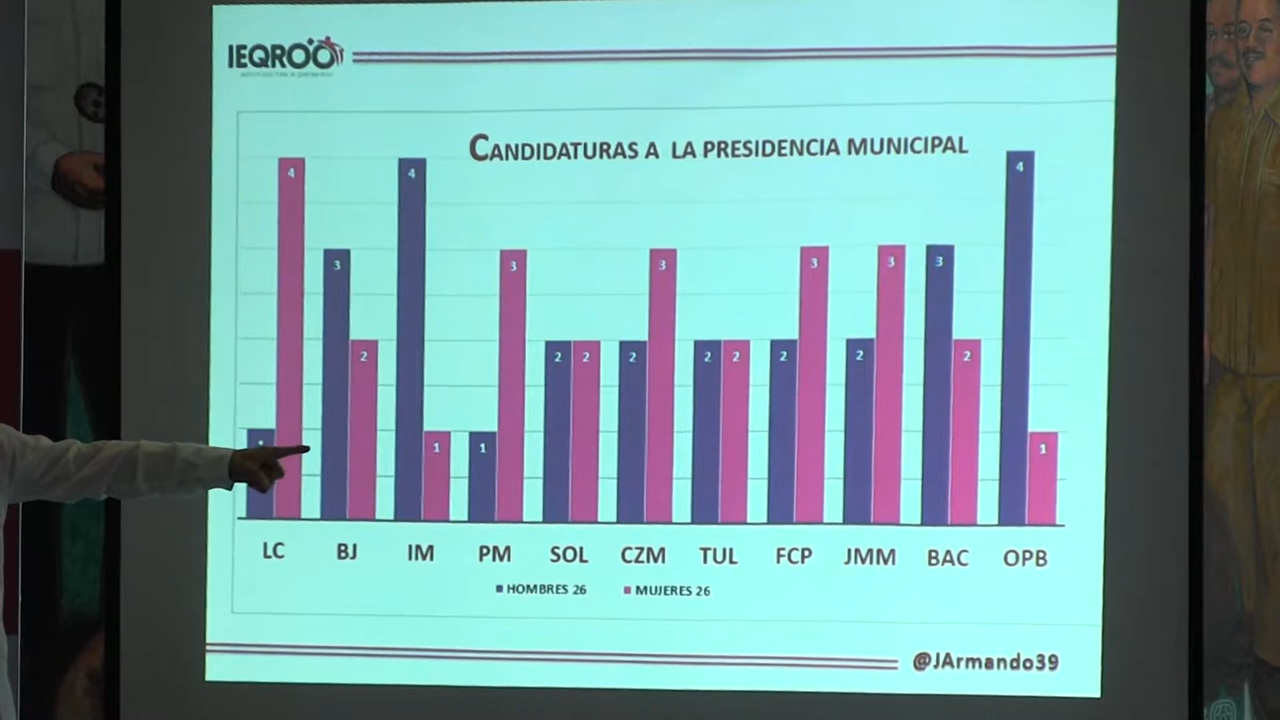 IEQROO
CANDIDATURAS A LA PRESIDENCIA MUNICIPAL
4 4 4
3 3 3 3 3 3
2 2 2 2 2 2 2 2 2
1 1 1 1
LC BJ IM PM SOL CZM TUL FCP JMM BAC OPB
HOMBRES 26 MUJERES 26
@JArmando39